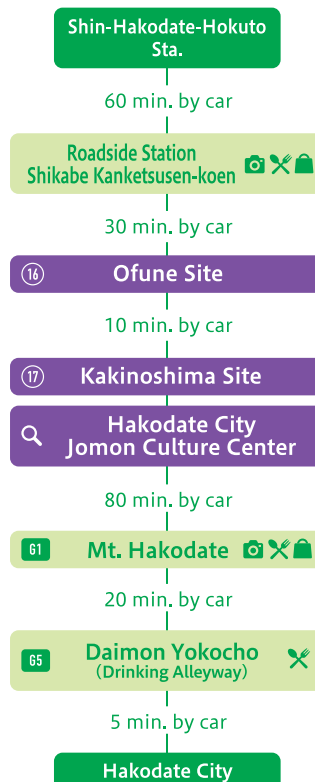 Shin-Hakodate-Hokuto
Sta.
60 min. by car
Roadside Station
Shikabe Kanketsusen-koen
30 min. by car
16 Ofune Site
10 min. by car
17 Kakinoshima Site
Hakodate City
Jomon Culture Center
80 min. by car
G1 Mt. Hakodate
20 min. by car
G5 Daimon Yokocho
(Drinking Alleyway)
5 min. by car
Hakodate City